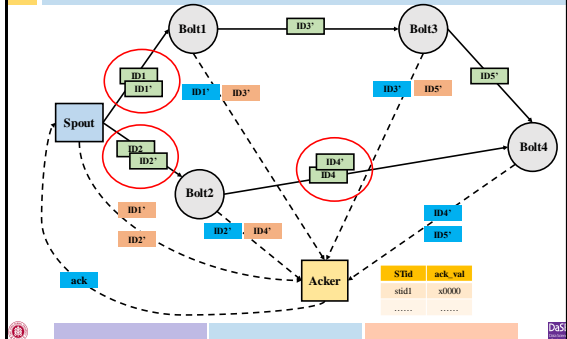 Bolt1
ID3’
Bolt3
ID1
ID1’
ID1’
ID3’
ID3’
ID5’
ID5’
Spout
ID2
ID2’
ID4’
ID4
Bolt4
Bolt2
ID1’
ID2’
ID2’
ID4’
ID4’
ID5’
ack
Acker
STid
ack_val
stid1
x0000
……
……
DaSE